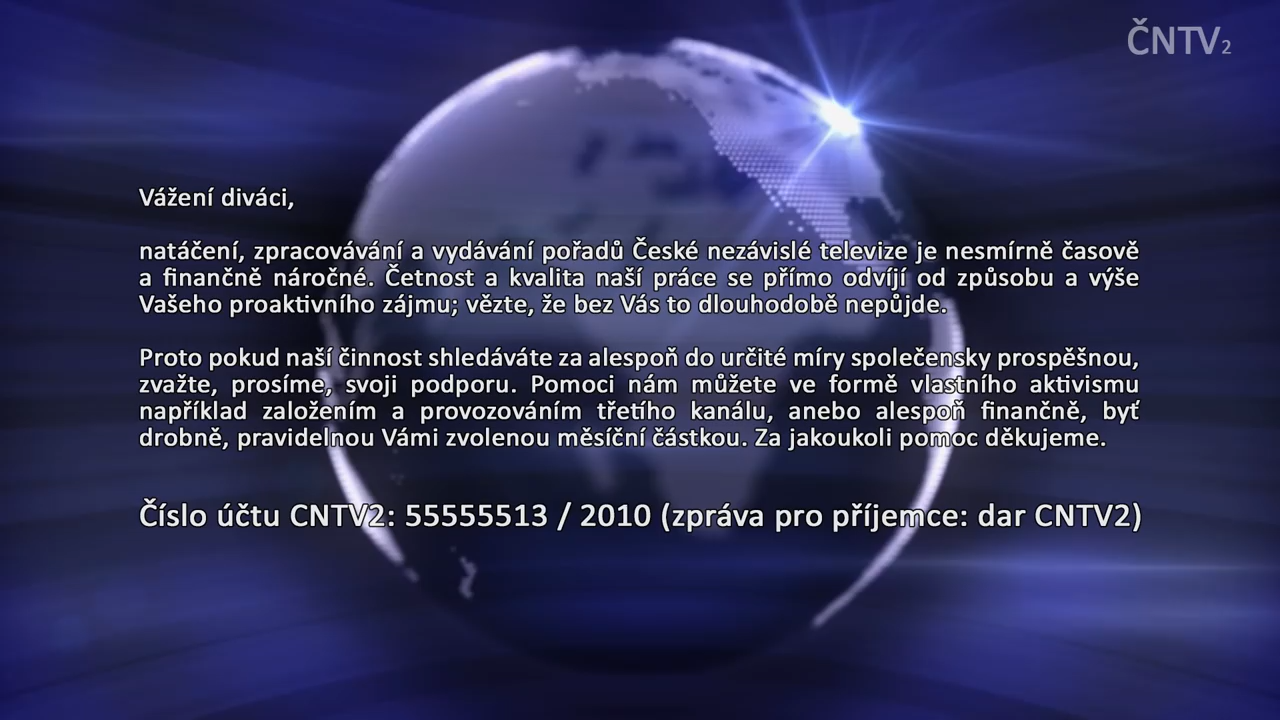 ČNTV2
Vážení diváci,
natáčení, zpracovávání a vydávání pořadů České nezávislé televize je nesmírně časově
a finančně náročné. Četnost a kvalita naší práce se přímo odvíjí od způsobu a výše
Vašeho proaktivního zájmu; vězte, že bez Vás to dlouhodobě nepůjde.
Proto pokud naší činnost shledáváte za alespoň do určité míry společensky prospěšnou,
zvažte, prosíme, svoji podporu. Pomoci nám můžete ve formě vlastního aktivismu
například založením a provozováním třetího kanálu, anebo alespoň finančně, byť
drobně, pravidelnou Vámi zvolenou měsíční částkou. Za jakoukoli pomoc děkujeme.
Číslo účtu CNTV2: 55555513 / 2010 (zpráva pro příjemce: dar CNTV2)